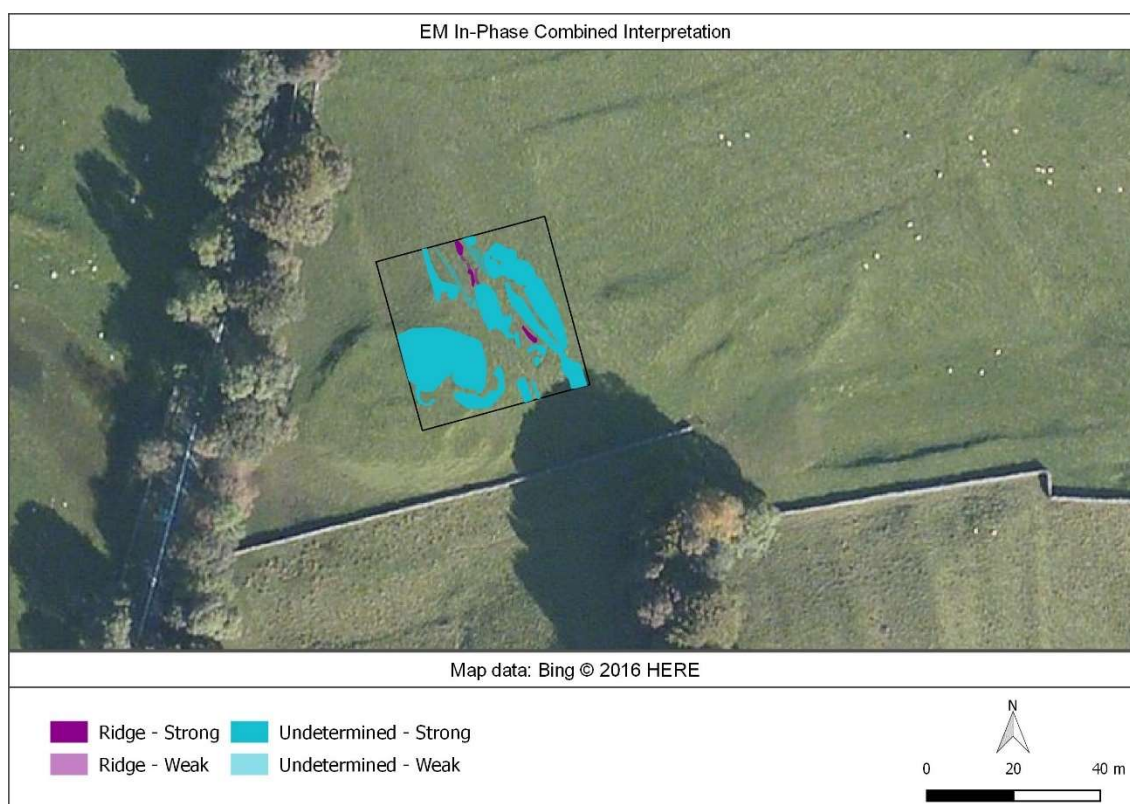 EM In-Phase Combined Interpretation
Map data: Bing © 2016 HERE
Ridge - Strong
Undetermined - Strong
Ridge - Weak
Undetermined - Weak
N
0 20 40 m